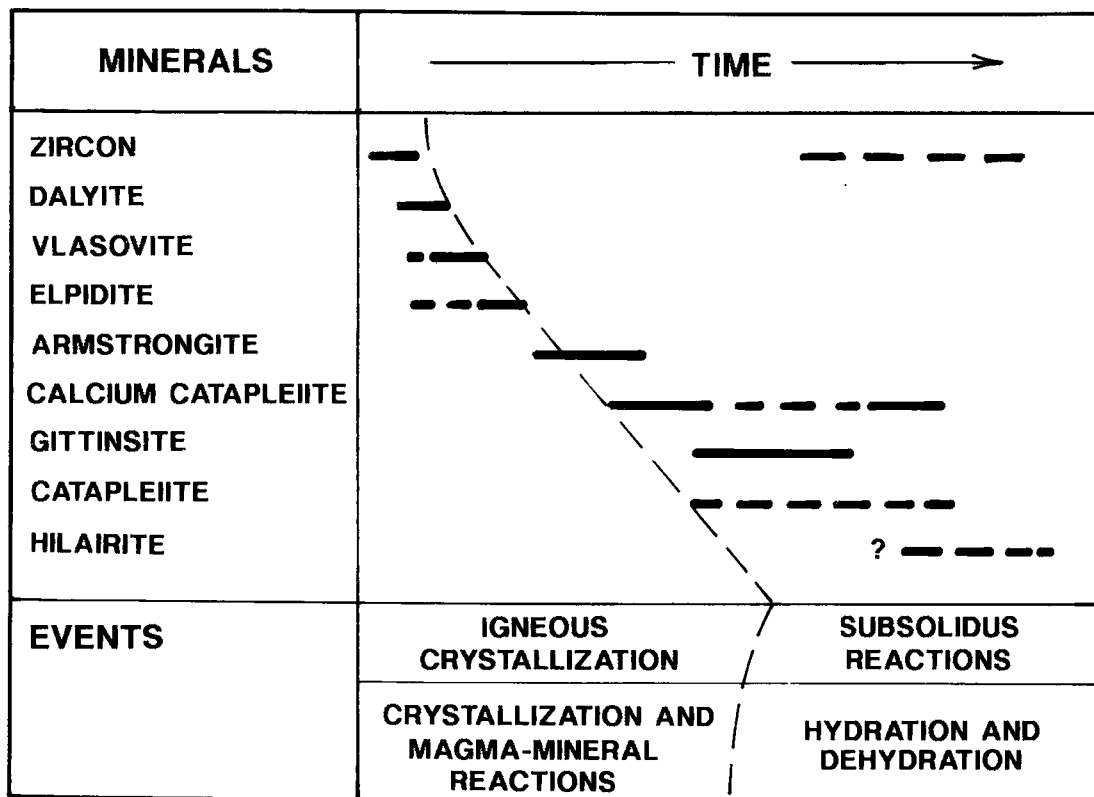 MINERALS
TIME
ZIRCON
DALYITE
VLASOVITE
ELPIDITE
ARMSTRONGITE
CALCIUM CATAPLEIITE
GITTINSITE
CATAPLEIITE
HILAIRITE
?
EVENTS
IGNEOUS
CRYSTALLIZATION
SUBSOLIDUS
REACTIONS
CRYSTALLIZATION AND
MAGMA-MINERAL
REACTIONS
HYDRATION AND
DEHYDRATION